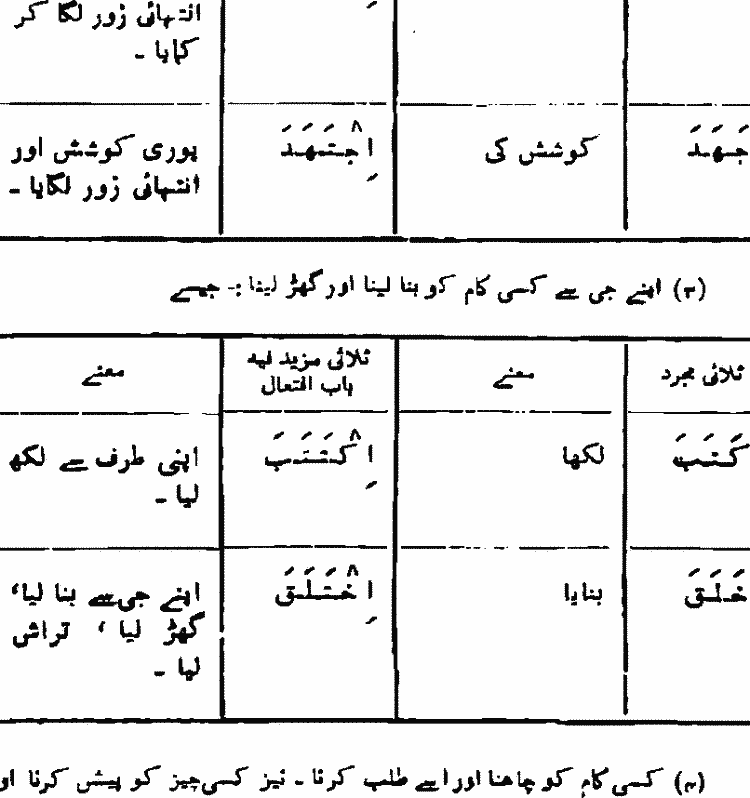 انتہائی زور لگا کر
کمایا ۔
جَہَدَ کوشش کی اِجْتَہَدَ پوری کوشش اور
انتہائی زور لگایا ۔
(۳) اپنے جی سے کسی کام کو بنا لینا اور گھڑ لینا :۔ جیسے
ثلاثی مجرد معنے ثلاثی مزید فیہ معنے
باب افتعال
کَتَبَ لکھا اِکْتَتَبَ اپنی طرف سے لکھ
لیا ۔
خَلَقَ بنایا اِخْتَلَقَ اپنے جی سے بنا لیا،
گھڑ لیا ، تراش
لیا ۔
(۴) کسی کام کو چاھنا اور اسے طلب کرنا ۔ نیز کسی چیز کو پیش کرنا او